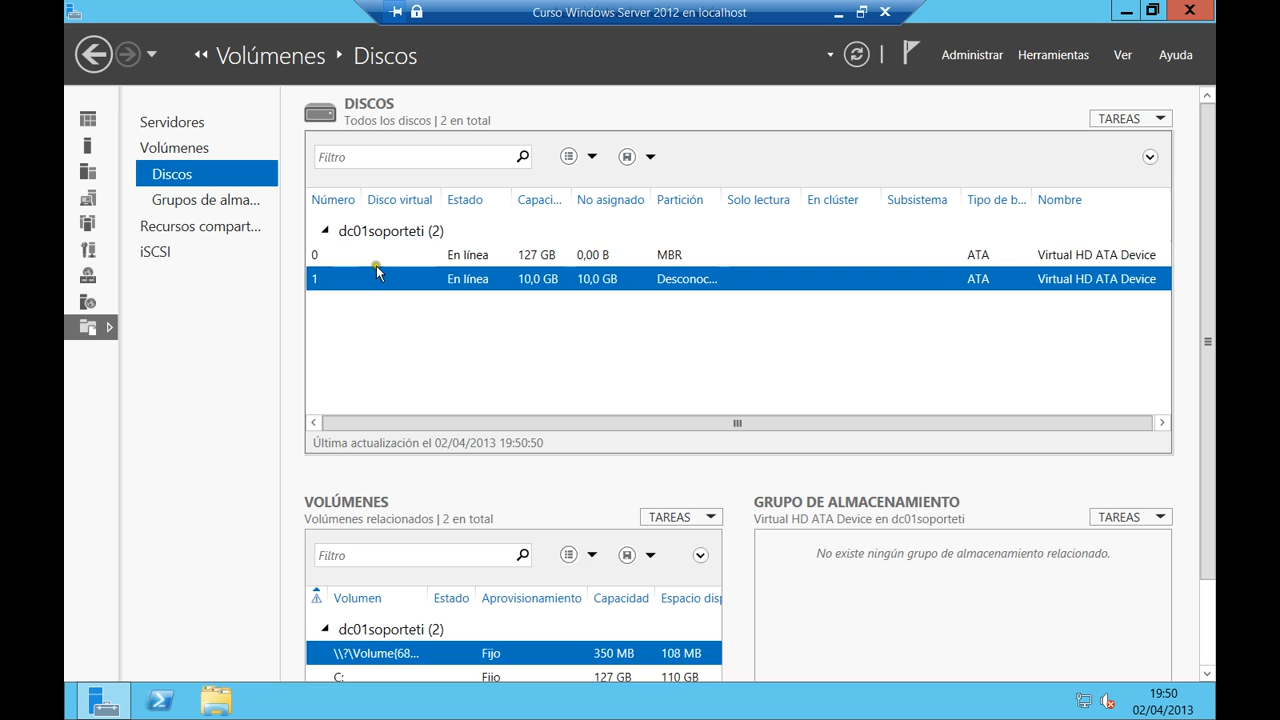 Curso Windows Server 2012 en localhost
Volúmenes Discos
Administrar Herramientas Ver Ayuda
Servidores
Volúmenes
Discos
Grupos de alma...
Recursos compart...
iSCSI
DISCOS
Todos los discos | 2 en total
TAREAS
Filtro
Número Disco virtual Estado Capaci... No asignado Partición Solo lectura En clúster Subsistema Tipo de b... Nombre
dc01soporteti (2)
0 En línea 127 GB 0,00 B MBR ATA Virtual HD ATA Device
1 En línea 10,0 GB 10,0 GB Desconoc... ATA Virtual HD ATA Device
Última actualización el 02/04/2013 19:50:50
VOLÚMENES
Volúmenes relacionados | 2 en total
TAREAS
Filtro
Volumen Estado Aprovisionamiento Capacidad Espacio disp
dc01soporteti (2)
\\?\Volume{68... Fijo 350 MB 108 MB
C: Fijo 127 GB 110 GB
GRUPO DE ALMACENAMIENTO
Virtual HD ATA Device en dc01soporteti
TAREAS
No existe ningún grupo de almacenamiento relacionado.
19:50
02/04/2013